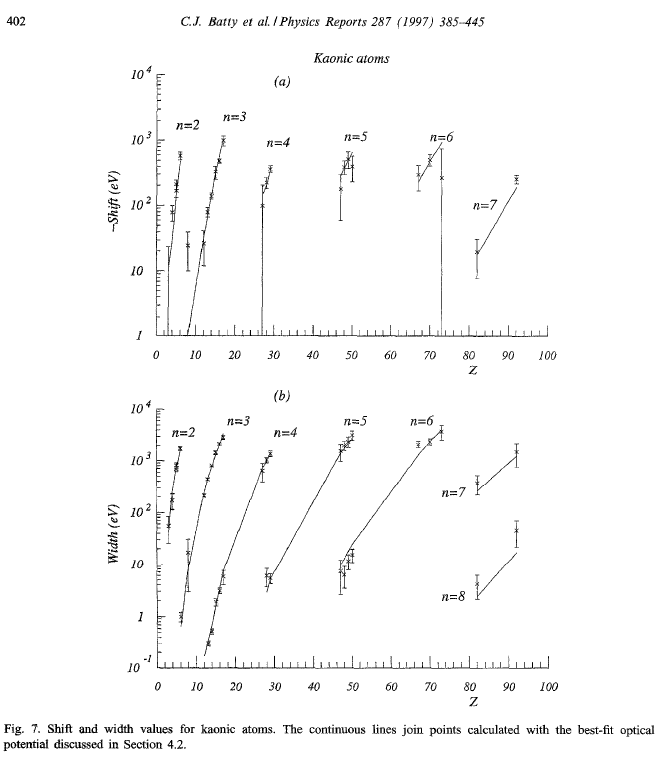 402 C.J. Batty et al. / Physics Reports 287 (1997) 385–445
Kaonic atoms
(a)
10 4
10 3
10 2
10
1
–Shift (eV)
n=2
n=3
n=4
n=5
n=6
n=7
0 10 20 30 40 50 60 70 80 90 100
Z
(b)
10 4
10 3
10 2
10
1
10 -1
Width (eV)
n=2
n=3
n=4
n=5
n=6
n=7
n=8
0 10 20 30 40 50 60 70 80 90 100
Z
Fig. 7. Shift and width values for kaonic atoms. The continuous lines join points calculated with the best-fit optical
potential discussed in Section 4.2.